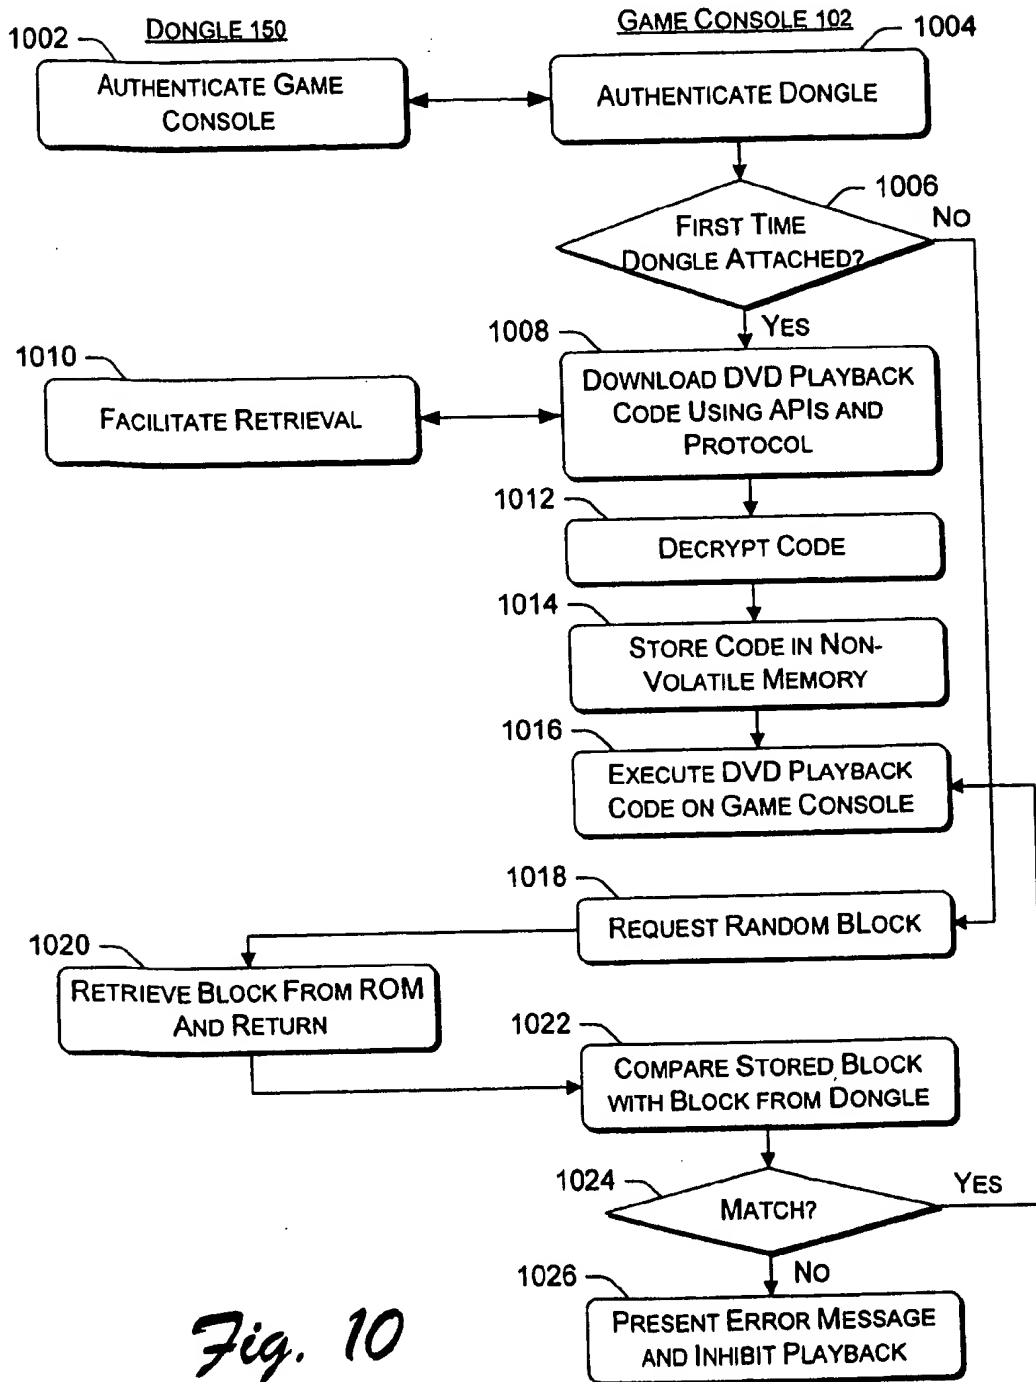 DONGLE 150
GAME CONSOLE 102
1002
1004
AUTHENTICATE GAME
CONSOLE
AUTHENTICATE DONGLE
1006
NO
FIRST TIME
DONGLE ATTACHED?
YES
1008
1010
DOWNLOAD DVD PLAYBACK
CODE USING APIS AND
PROTOCOL
FACILITATE RETRIEVAL
1012
DECRYPT CODE
1014
STORE CODE IN NON-
VOLATILE MEMORY
1016
EXECUTE DVD PLAYBACK
CODE ON GAME CONSOLE
1018
REQUEST RANDOM BLOCK
1020
RETRIEVE BLOCK FROM ROM
AND RETURN
1022
COMPARE STORED BLOCK
WITH BLOCK FROM DONGLE
1024
YES
MATCH?
NO
1026
PRESENT ERROR MESSAGE
AND INHIBIT PLAYBACK
Fig. 10